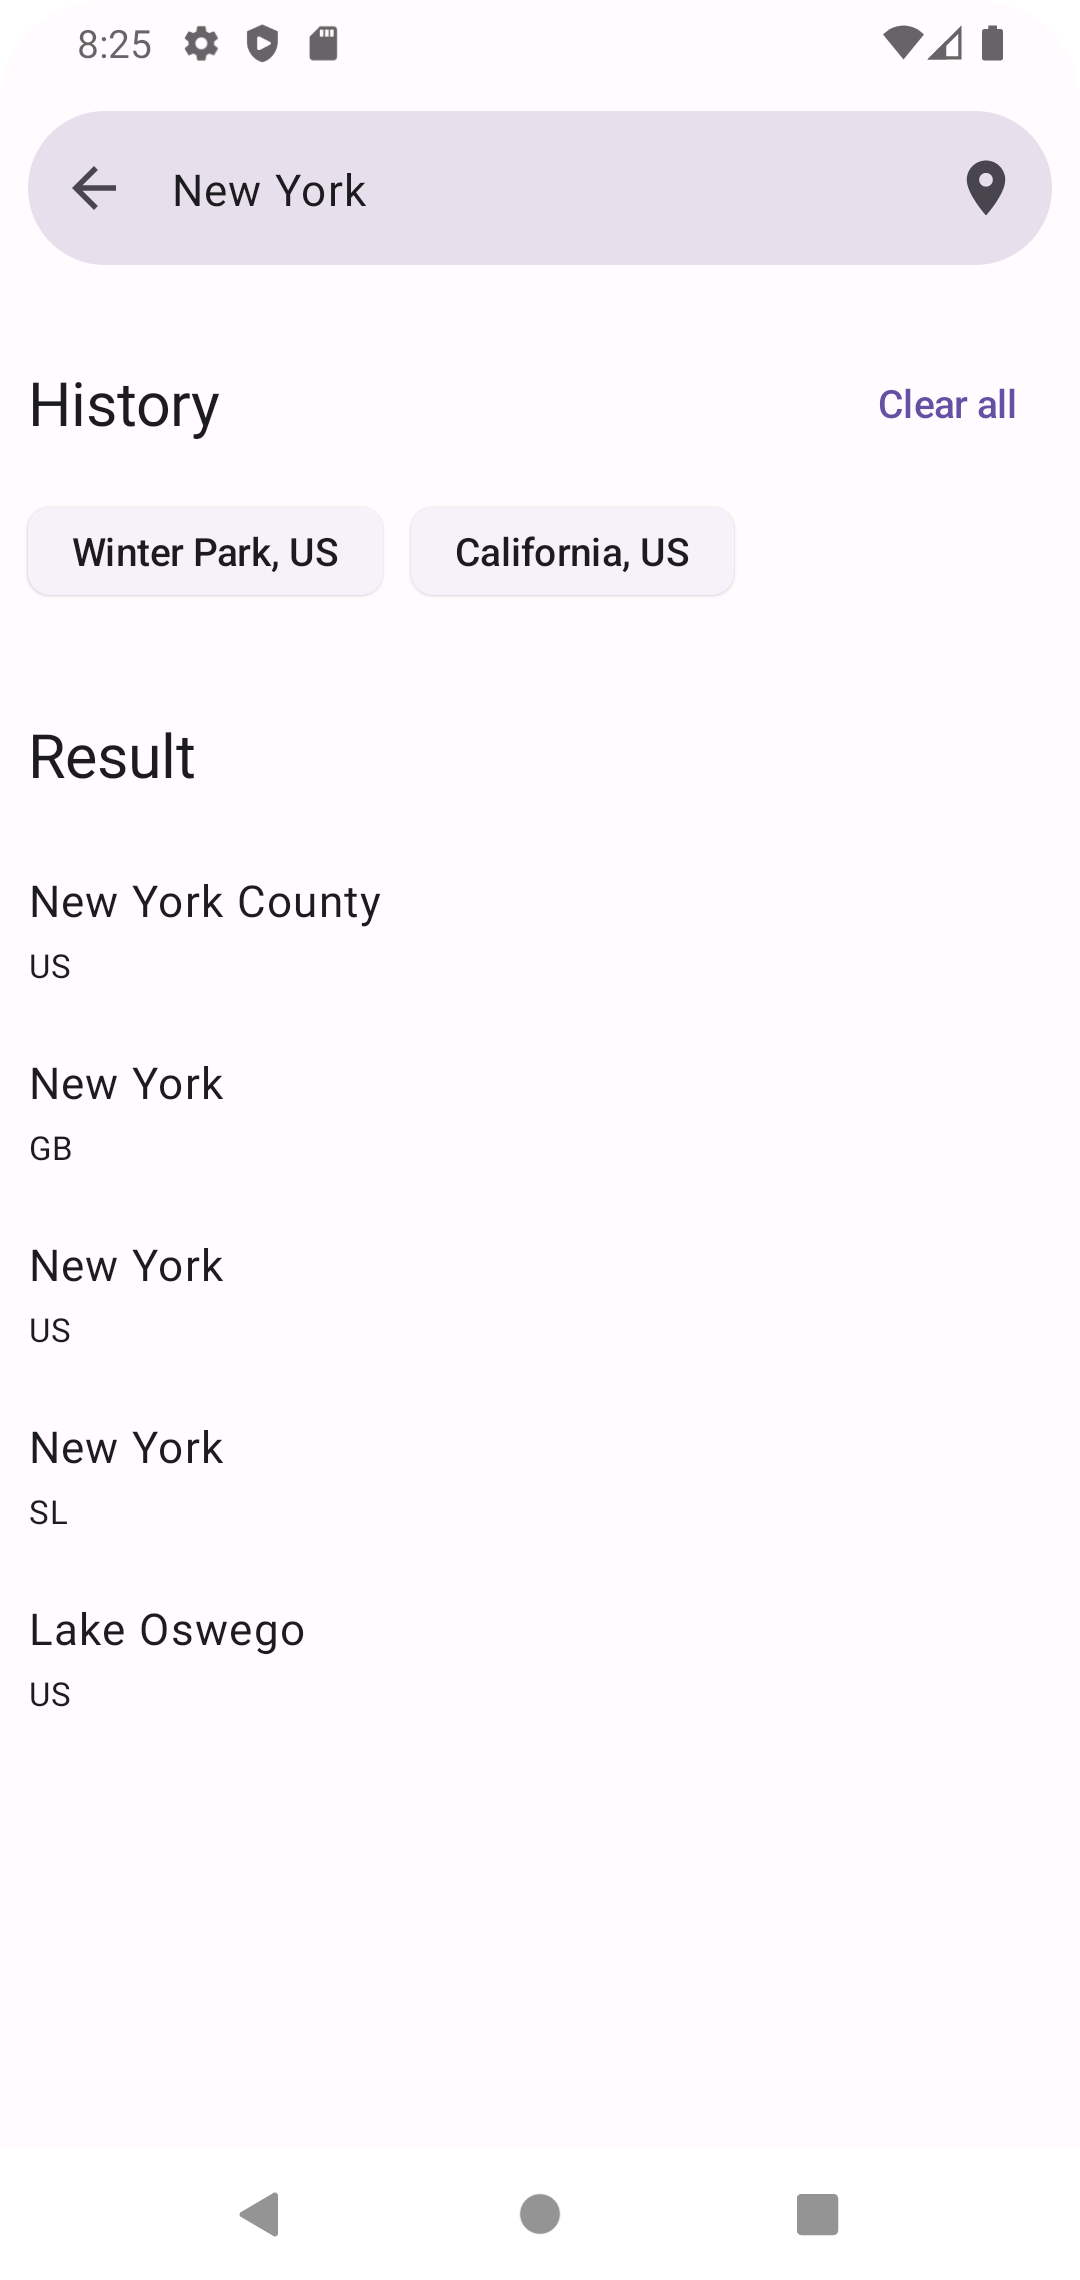 8:25
New York
History
Clear all
Winter Park, US
California, US
Result
New York County
US
New York
GB
New York
US
New York
SL
Lake Oswego
US